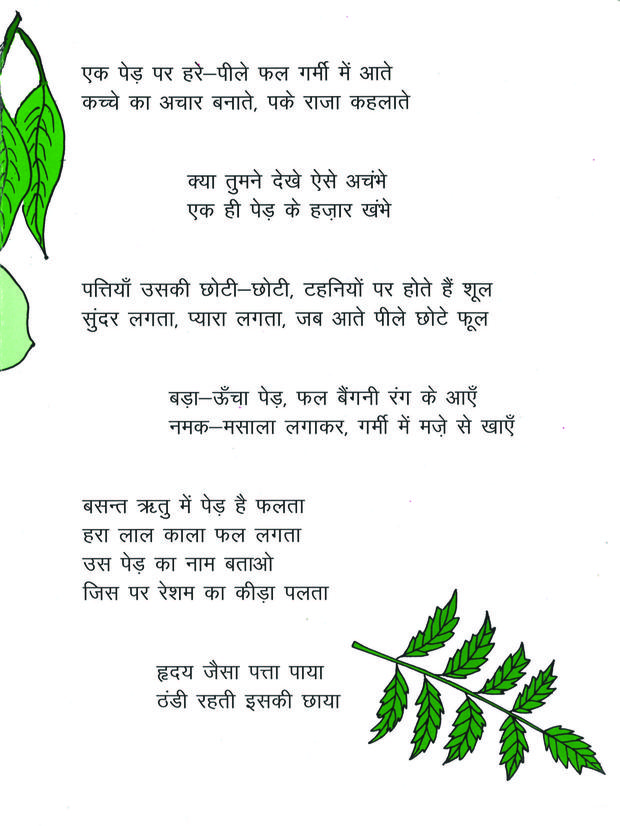 एक पेड़ पर हरे–पीले फल गर्मी में आते
कच्चे का अचार बनाते, पके राजा कहलाते
क्या तुमने देखे ऐसे अचंभे
एक ही पेड़ के हज़ार खंभे
पत्तियाँ उसकी छोटी–छोटी, टहनियों पर होते हैं शूल
सुंदर लगता, प्यारा लगता, जब आते पीले छोटे फूल
बड़ा–ऊँचा पेड़, फल बैंगनी रंग के आएँ
नमक–मसाला लगाकर, गर्मी में मज़े से खाएँ
बसन्त ऋतु में पेड़ है फलता
हरा लाल काला फल लगता
उस पेड़ का नाम बताओ
जिस पर रेशम का कीड़ा पलता
हृदय जैसा पत्ता पाया
ठंडी रहती इसकी छाया